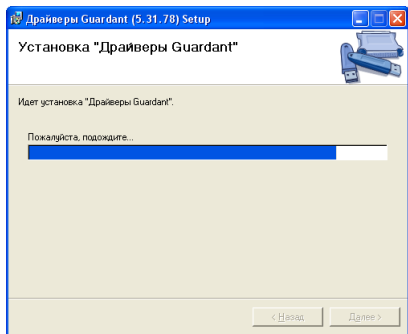 Драйверы Guardant (5.31.78) Setup
Установка "Драйверы Guardant"
Идет установка "Драйверы Guardant".
Пожалуйста, подождите...
< Назад Далее >